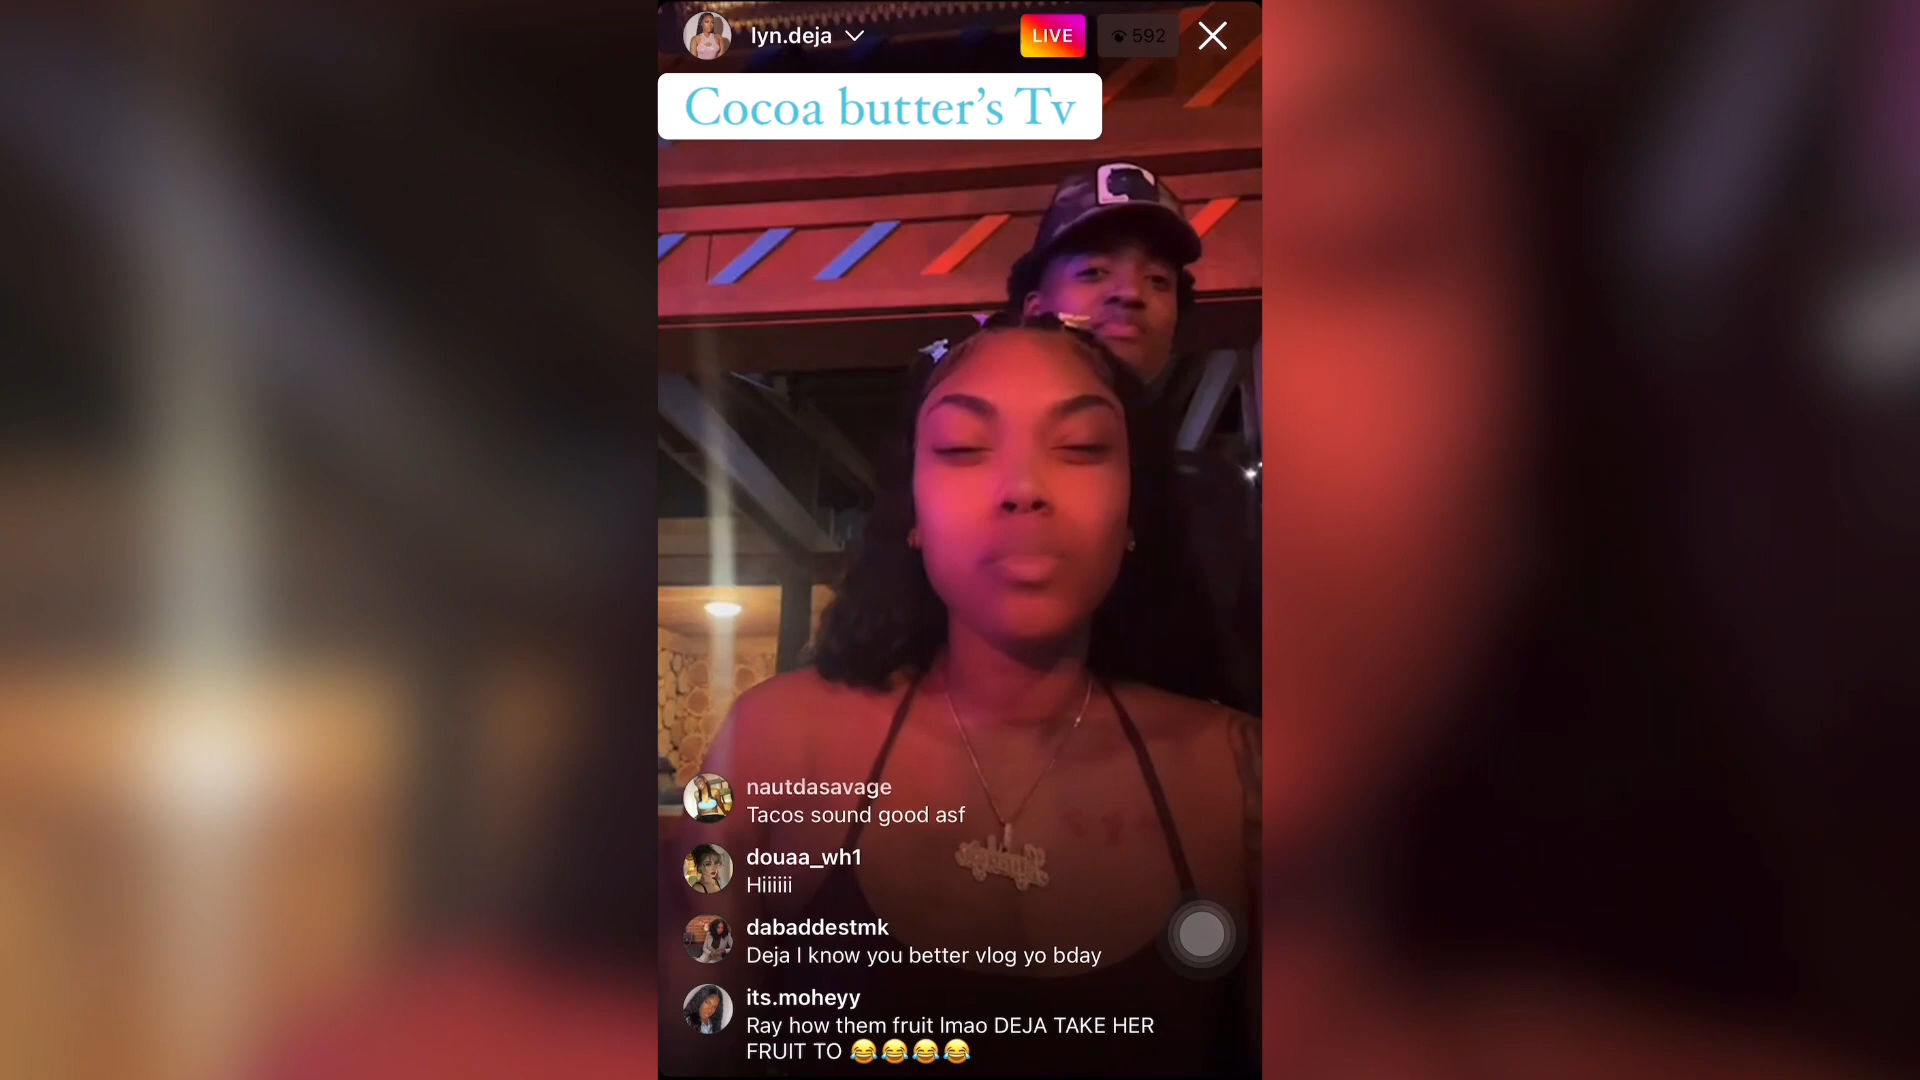 lyn.deja
LIVE
592
Cocoa butter's Tv
nautdasavage
Tacos sound good asf
douaa_wh1
Hiiiiii
dabaddestmk
Deja I know you better vlog yo bday
its.moheyy
Ray how them fruit lmao DEJA TAKE HER
FRUIT TO 😂😂😂😂